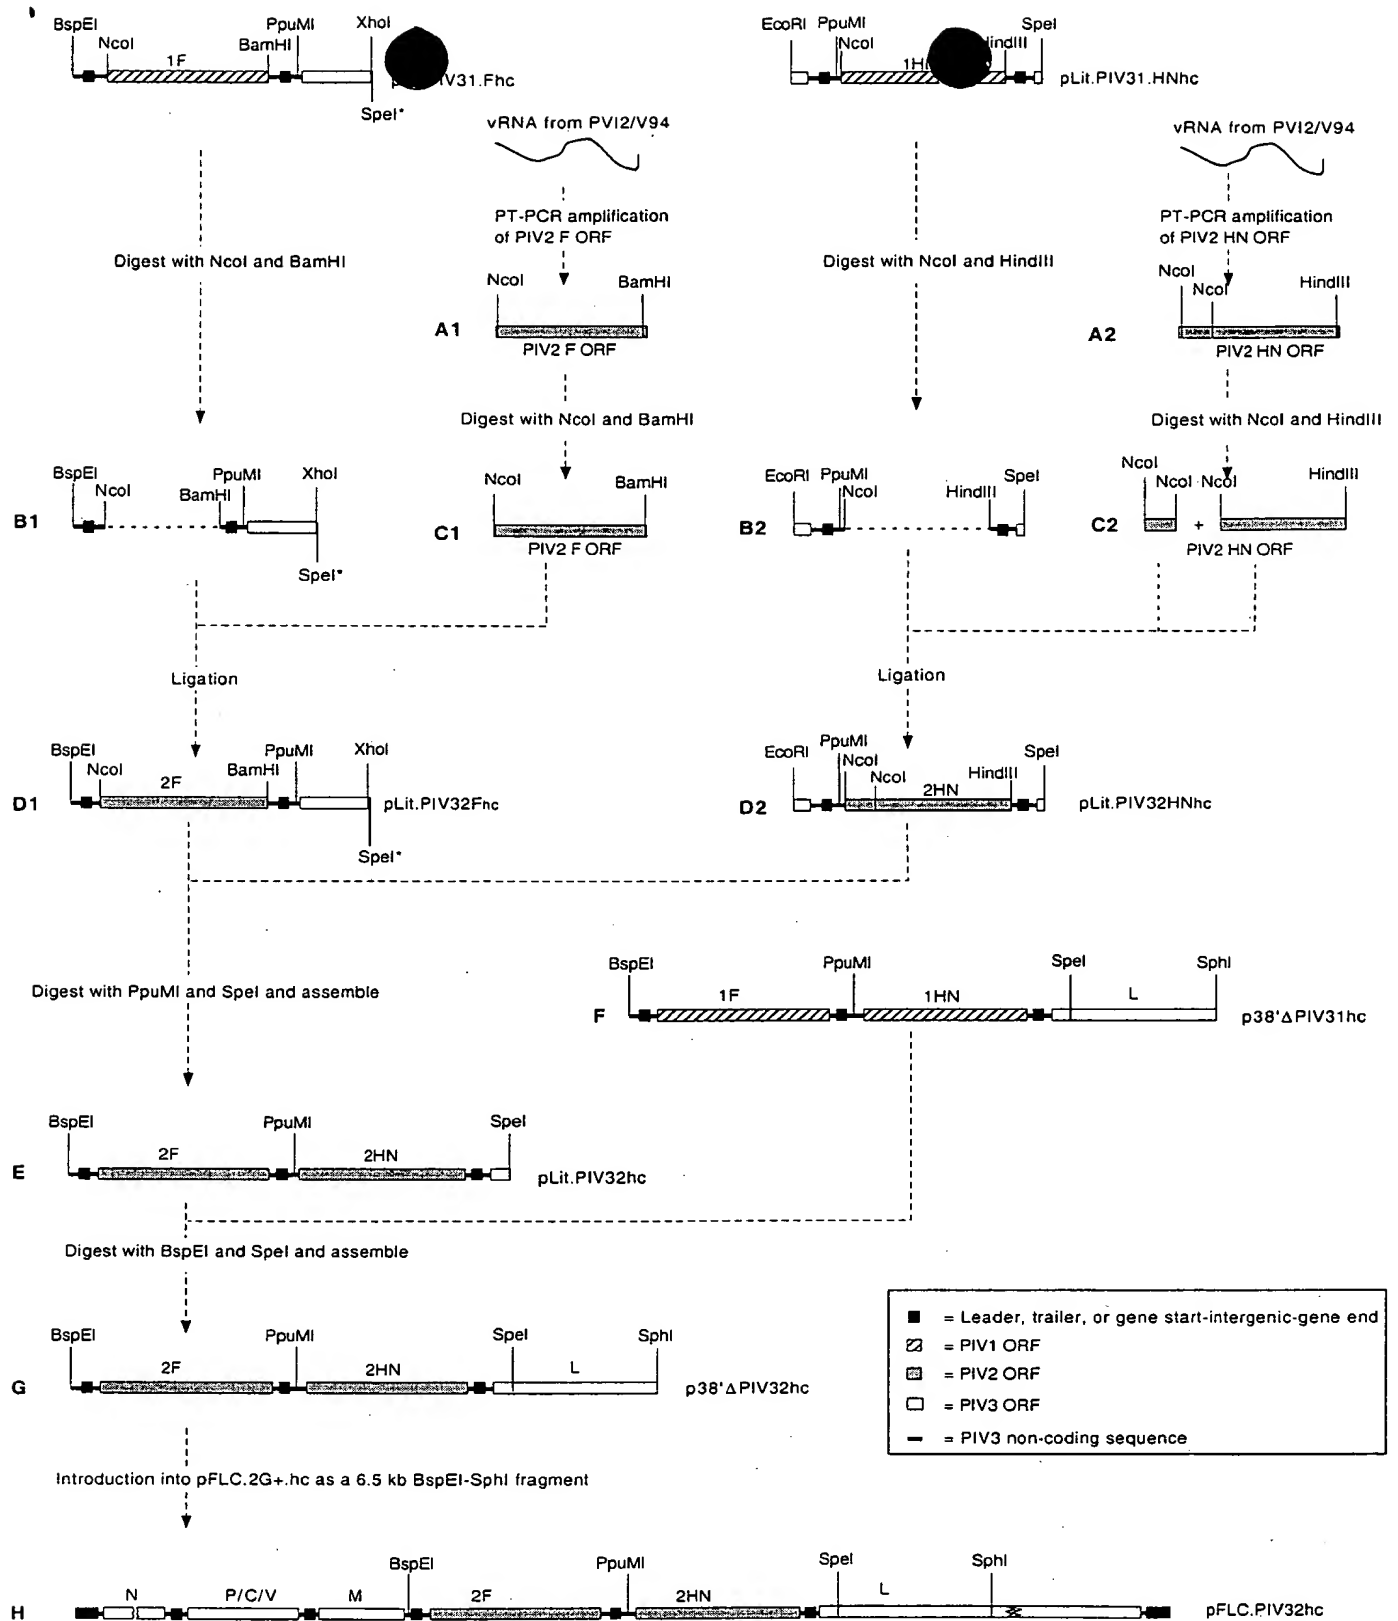 BspEI
PpuMI
XhoI
NcoI
BamHI
1F
IV31.Fhc
SpeI*
EcoRI
PpuMI
SpeI
NcoI
indIII
pLit.PIV31.HNhc
vRNA from PVI2/V94
vRNA from PVI2/V94
PT-PCR amplification
of PIV2 F ORF
PT-PCR amplification
of PIV2 HN ORF
Digest with NcoI and BamHI
Digest with NcoI and HindIII
NcoI
BamHI
A1
PIV2 F ORF
NcoI
NcoI
HindIII
A2
PIV2 HN ORF
Digest with NcoI and BamHI
Digest with NcoI and HindIII
BspEI
NcoI
BamHI
PpuMI
XhoI
B1
SpeI*
NcoI
BamHI
C1
PIV2 F ORF
EcoRI
PpuMI
NcoI
HindIII
SpeI
B2
NcoI
NcoI
NcoI
HindIII
C2
+
PIV2 HN ORF
Ligation
Ligation
BspEI
NcoI
2F
BamHI
PpuMI
XhoI
D1
pLit.PIV32Fhc
SpeI*
EcoRI
PpuMI
NcoI
NcoI
2HN
HindIII
SpeI
D2
pLit.PIV32HNhc
Digest with PpuMI and SpeI and assemble
BspEI
PpuMI
SpeI
SphI
1F
1HN
L
F
p38'ΔPIV31hc
BspEI
PpuMI
SpeI
2F
2HN
E
pLit.PIV32hc
Digest with BspEI and SpeI and assemble
BspEI
PpuMI
SpeI
SphI
2F
2HN
L
G
p38'ΔPIV32hc
= Leader, trailer, or gene start-intergenic-gene end
= PIV1 ORF
= PIV2 ORF
= PIV3 ORF
= PIV3 non-coding sequence
Introduction into pFLC.2G+.hc as a 6.5 kb BspEI-SphI fragment
BspEI
PpuMI
SpeI
SphI
N
P/C/V
M
2F
2HN
L
H
pFLC.PIV32hc